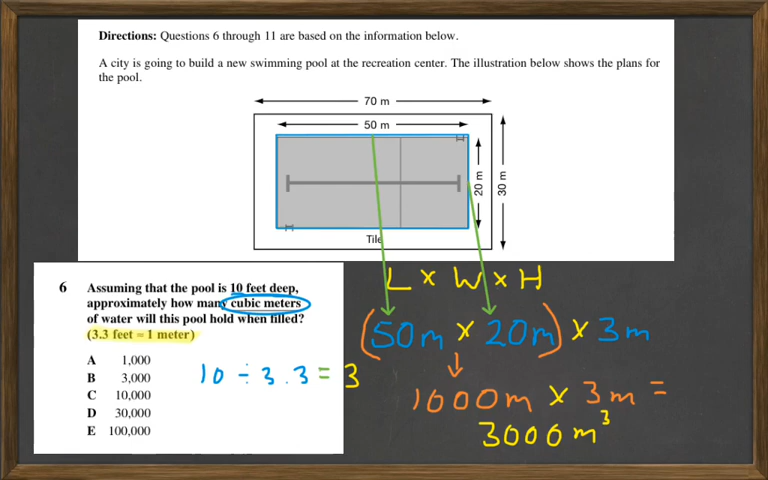 Directions: Questions 6 through 11 are based on the information below.
A city is going to build a new swimming pool at the recreation center. The illustration below shows the plans for
the pool.
70 m
50 m
20 m
30 m
Tile
6 Assuming that the pool is 10 feet deep,
approximately how many cubic meters
of water will this pool hold when filled?
(3.3 feet = 1 meter)
A 1,000
B 3,000
C 10,000
D 30,000
E 100,000
10 ÷ 3.3 = 3
L x W x H
(50m x 20m) x 3m
1000m x 3m =
3000m³